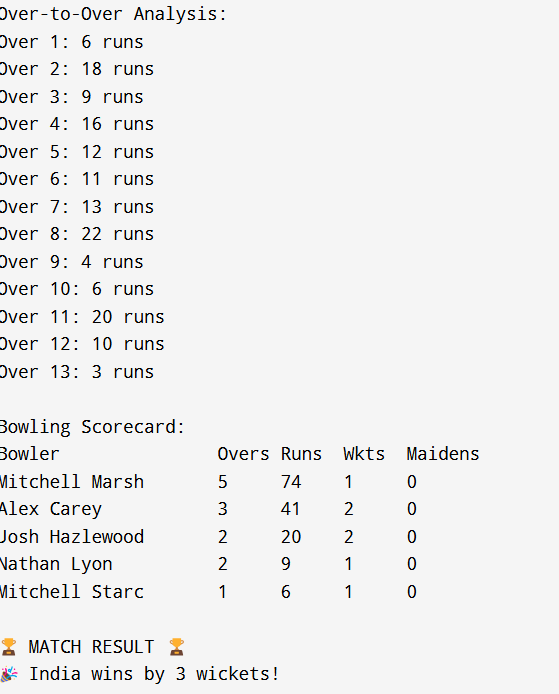 Over-to-Over Analysis:
Over 1: 6 runs
Over 2: 18 runs
Over 3: 9 runs
Over 4: 16 runs
Over 5: 12 runs
Over 6: 11 runs
Over 7: 13 runs
Over 8: 22 runs
Over 9: 4 runs
Over 10: 6 runs
Over 11: 20 runs
Over 12: 10 runs
Over 13: 3 runs
Bowling Scorecard:
Bowler Overs Runs Wkts Maidens
Mitchell Marsh 5 74 1 0
Alex Carey 3 41 2 0
Josh Hazlewood 2 20 2 0
Nathan Lyon 2 9 1 0
Mitchell Starc 1 6 1 0
🏆 MATCH RESULT 🏆
🎉 India wins by 3 wickets!